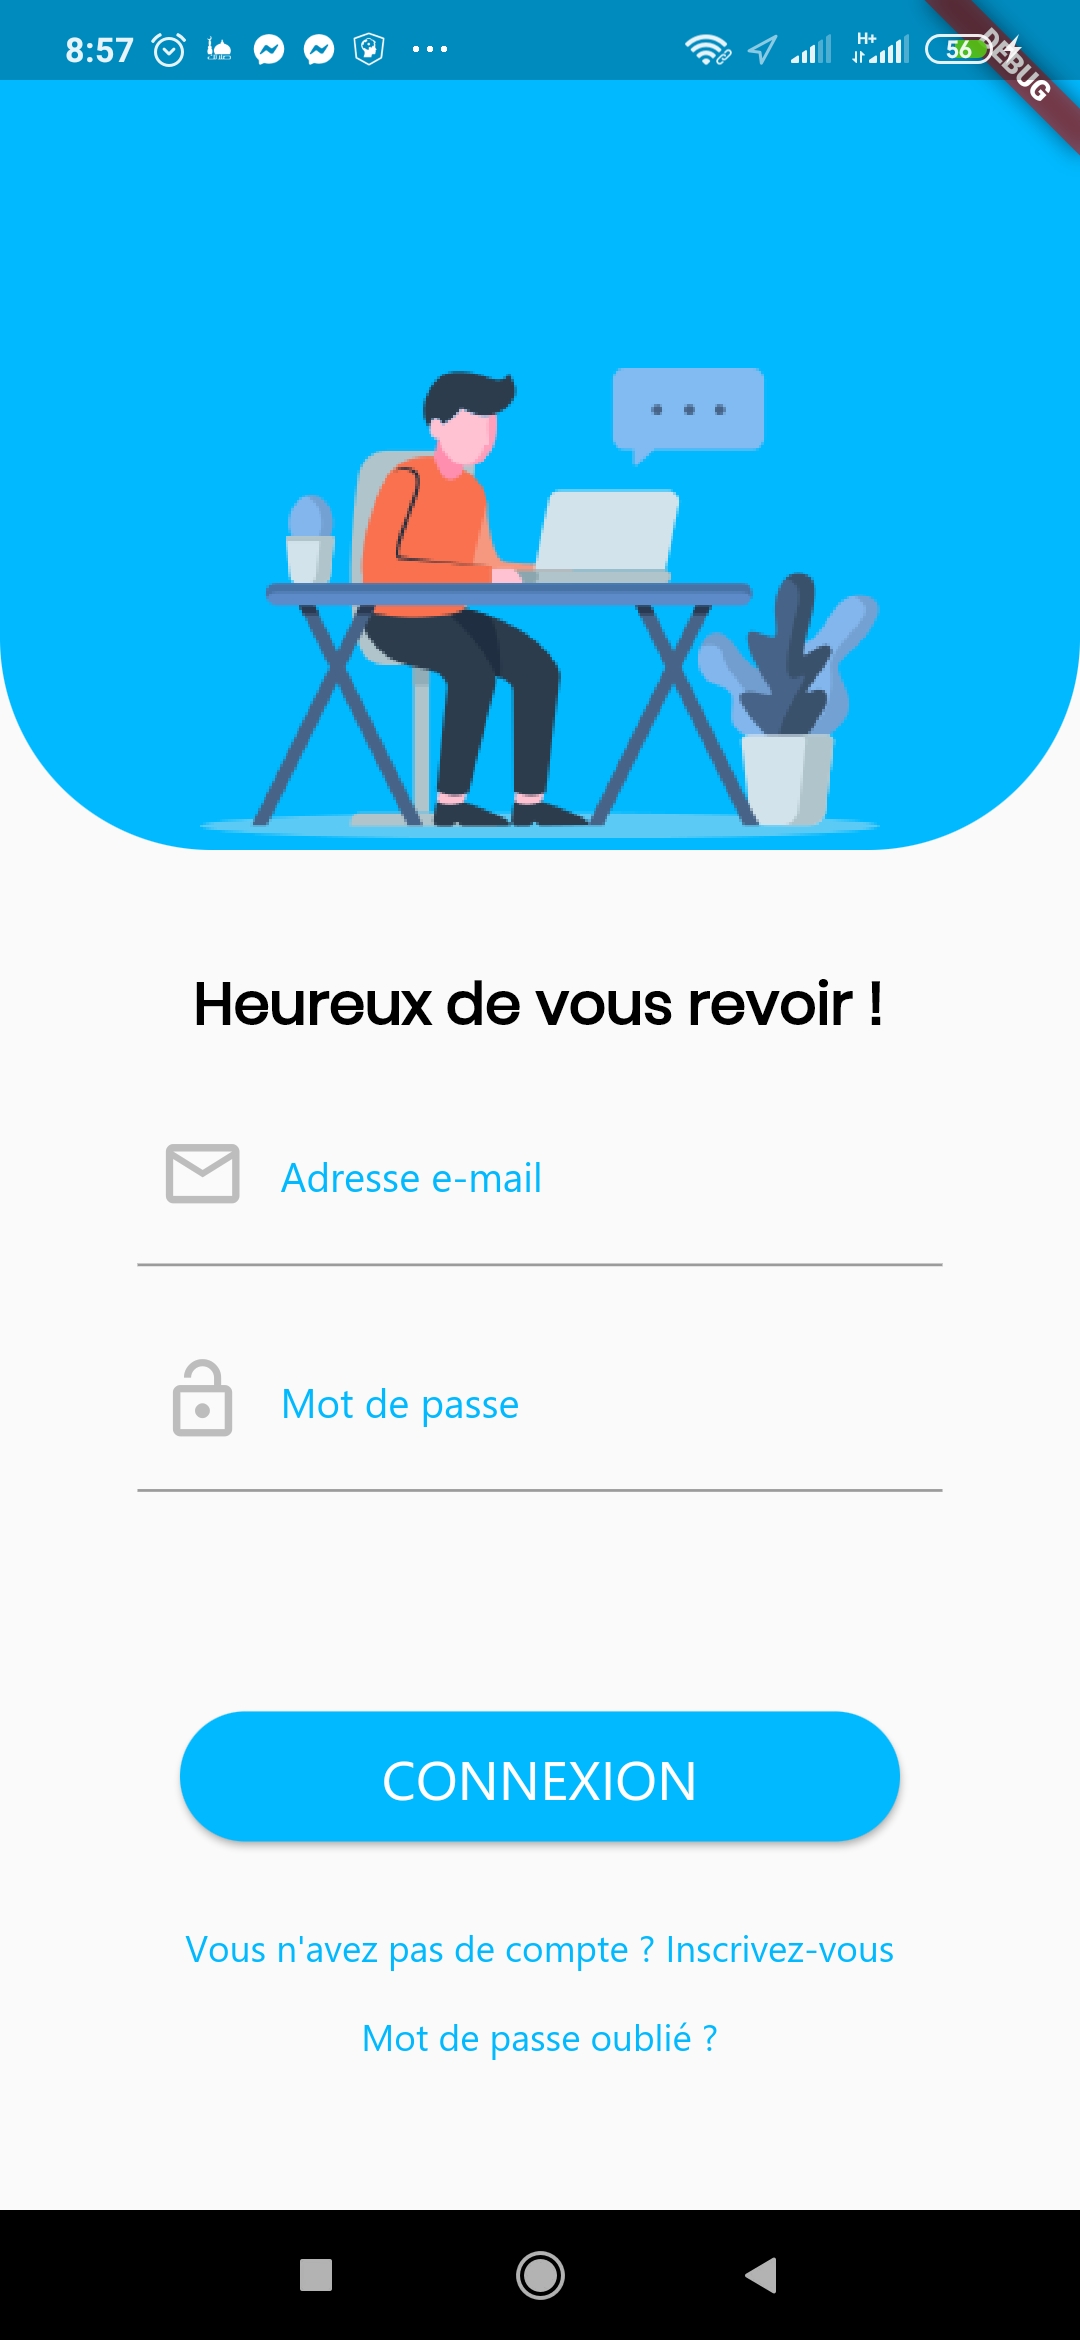 8:57
H+
56
DEBUG
Heureux de vous revoir !
Adresse e-mail
Mot de passe
CONNEXION
Vous n'avez pas de compte ? Inscrivez-vous
Mot de passe oublié ?